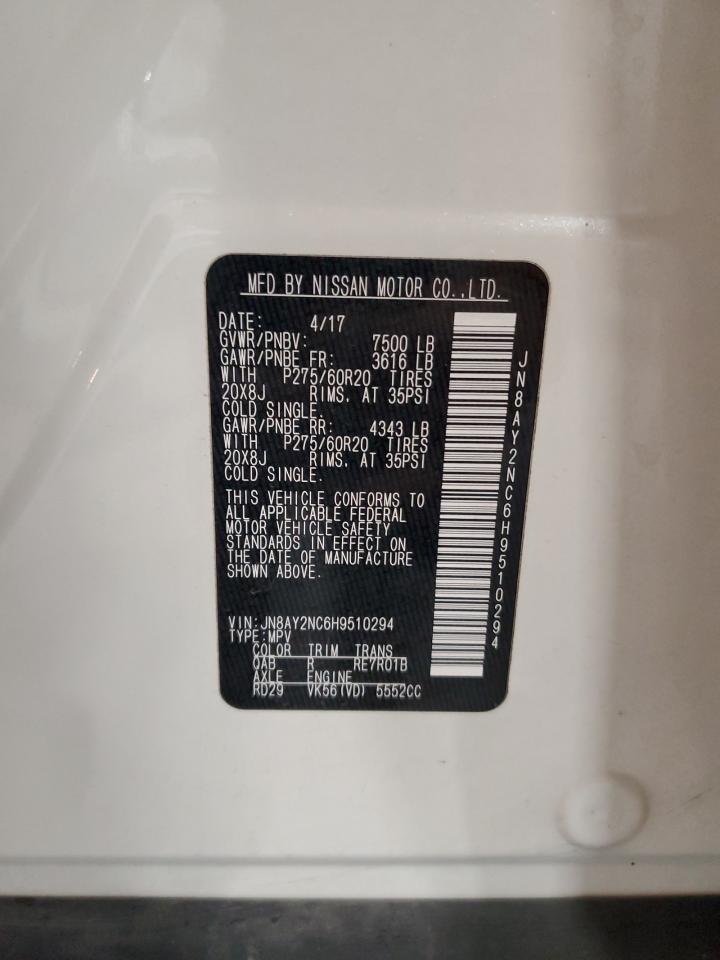 MFD BY NISSAN MOTOR CO.,LTD.
DATE: 4/17
GVWR/PNBV: 7500 LB
GAWR/PNBE FR: 3616 LB
WITH P275/60R20 TIRES
20X8J RIMS. AT 35PSI
COLD SINGLE.
GAWR/PNBE RR: 4343 LB
WITH P275/60R20 TIRES
20X8J RIMS. AT 35PSI
COLD SINGLE.
THIS VEHICLE CONFORMS TO
ALL APPLICABLE FEDERAL
MOTOR VEHICLE SAFETY
STANDARDS IN EFFECT ON
THE DATE OF MANUFACTURE
SHOWN ABOVE.
VIN:JN8AY2NC6H9510294
TYPE:MPV
COLOR TRIM TRANS
QAB R RE7R01B
AXLE ENGINE
RD29 VK56(VD) 5552CC
JN8AY2NC6H9510294